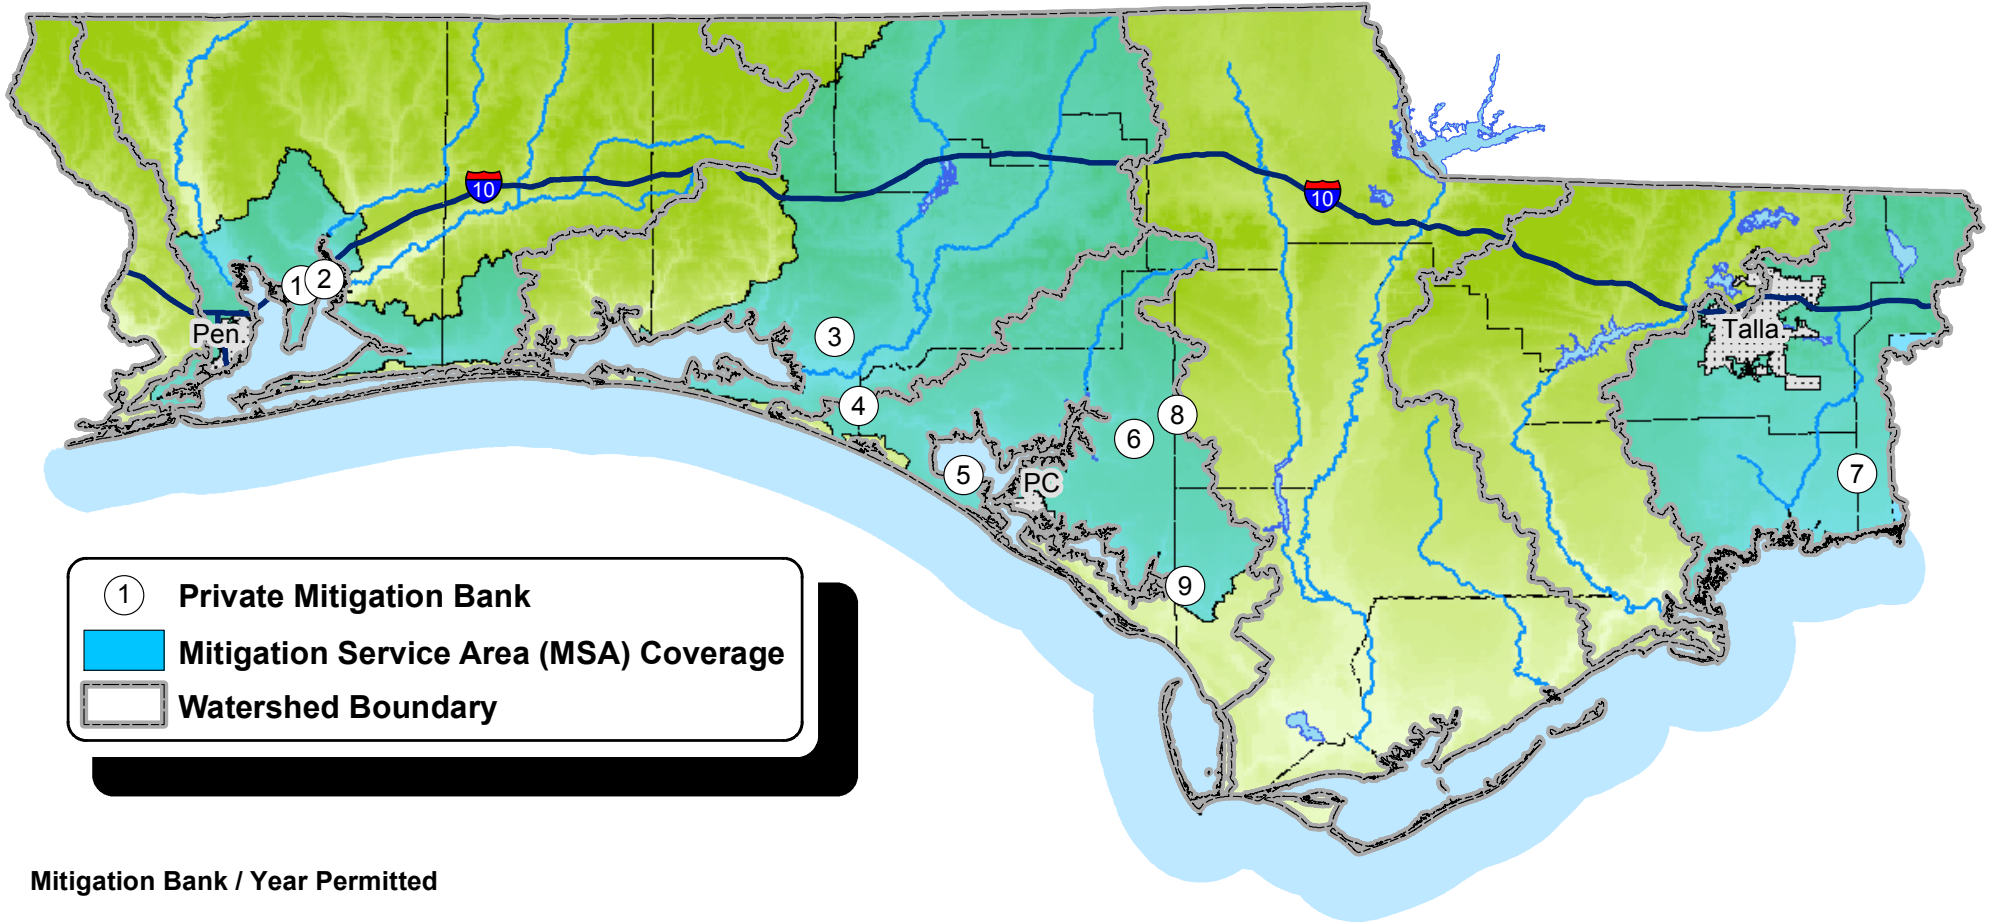 10
10
1
2
Pen.
3
Talla
4
8
6
5
PC
7
9
1 Private Mitigation Bank
Mitigation Service Area (MSA) Coverage
Watershed Boundary
Mitigation Bank / Year Permitted